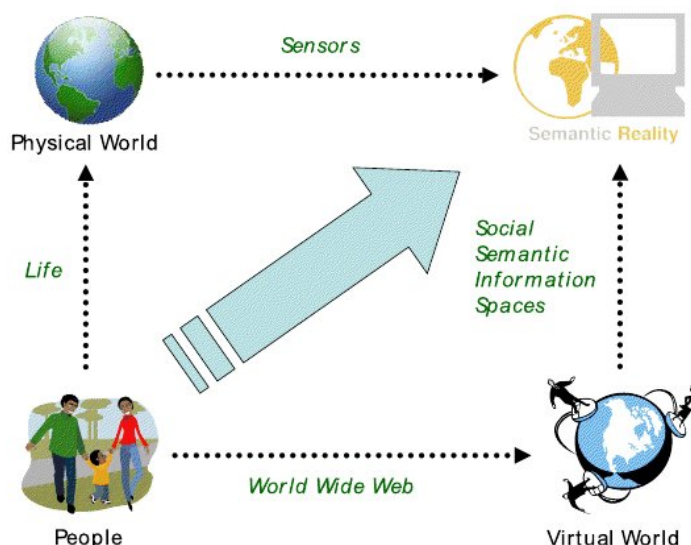 Sensors
Physical World
Semantic Reality
Life
Social
Semantic
Information
Spaces
World Wide Web
People
Virtual World